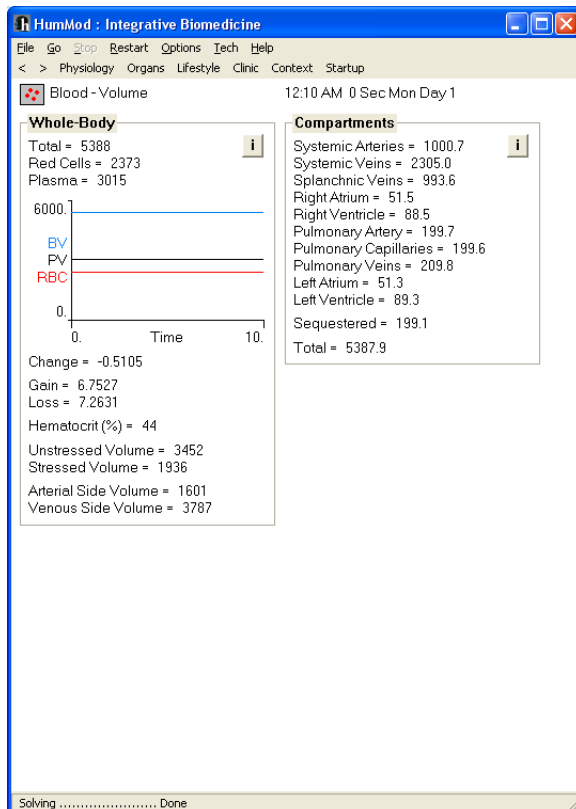 HumMod : Integrative Biomedicine
File Go Stop Restart Options Tech Help
< > Physiology Organs Lifestyle Clinic Context Startup
Blood - Volume 12:10 AM 0 Sec Mon Day 1
Whole-Body
Total = 5388
i
Red Cells = 2373
Plasma = 3015
6000.
BV
PV
RBC
0.
0. Time 10.
Change = -0.5105
Gain = 6.7527
Loss = 7.2631
Hematocrit (%) = 44
Unstressed Volume = 3452
Stressed Volume = 1936
Arterial Side Volume = 1601
Venous Side Volume = 3787
Compartments
Systemic Arteries = 1000.7
i
Systemic Veins = 2305.0
Splanchnic Veins = 993.6
Right Atrium = 51.5
Right Ventricle = 88.5
Pulmonary Artery = 199.7
Pulmonary Capillaries = 199.6
Pulmonary Veins = 209.8
Left Atrium = 51.3
Left Ventricle = 89.3
Sequestered = 199.1
Total = 5387.9
Solving ....................... Done